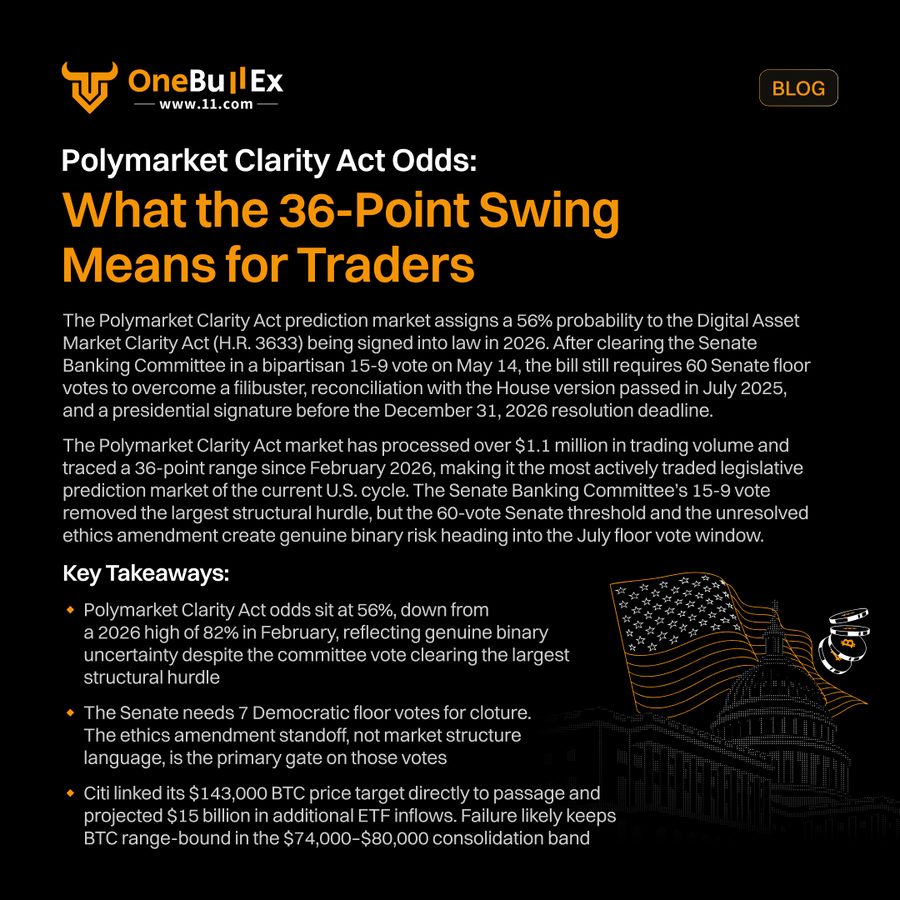 OneBullEx
www.11.com
BLOG
Polymarket Clarity Act Odds:
What the 36-Point Swing
Means for Traders
The Polymarket Clarity Act prediction market assigns a 56% probability to the Digital Asset
Market Clarity Act (H.R. 3633) being signed into law in 2026. After clearing the Senate
Banking Committee in a bipartisan 15-9 vote on May 14, the bill still requires 60 Senate floor
votes to overcome a filibuster, reconciliation with the House version passed in July 2025,
and a presidential signature before the December 31, 2026 resolution deadline.
The Polymarket Clarity Act market has processed over $1.1 million in trading volume and
traced a 36-point range since February 2026, making it the most actively traded legislative
prediction market of the current U.S. cycle. The Senate Banking Committee's 15-9 vote
removed the largest structural hurdle, but the 60-vote Senate threshold and the unresolved
ethics amendment create genuine binary risk heading into the July floor vote window.
Key Takeaways:
Polymarket Clarity Act odds sit at 56%, down from
a 2026 high of 82% in February, reflecting genuine binary
uncertainty despite the committee vote clearing the largest
structural hurdle
The Senate needs 7 Democratic floor votes for cloture.
The ethics amendment standoff, not market structure
language, is the primary gate on those votes
Citi linked its $143,000 BTC price target directly to passage and
projected $15 billion in additional ETF inflows. Failure likely keeps
BTC range-bound in the $74,000–$80,000 consolidation band